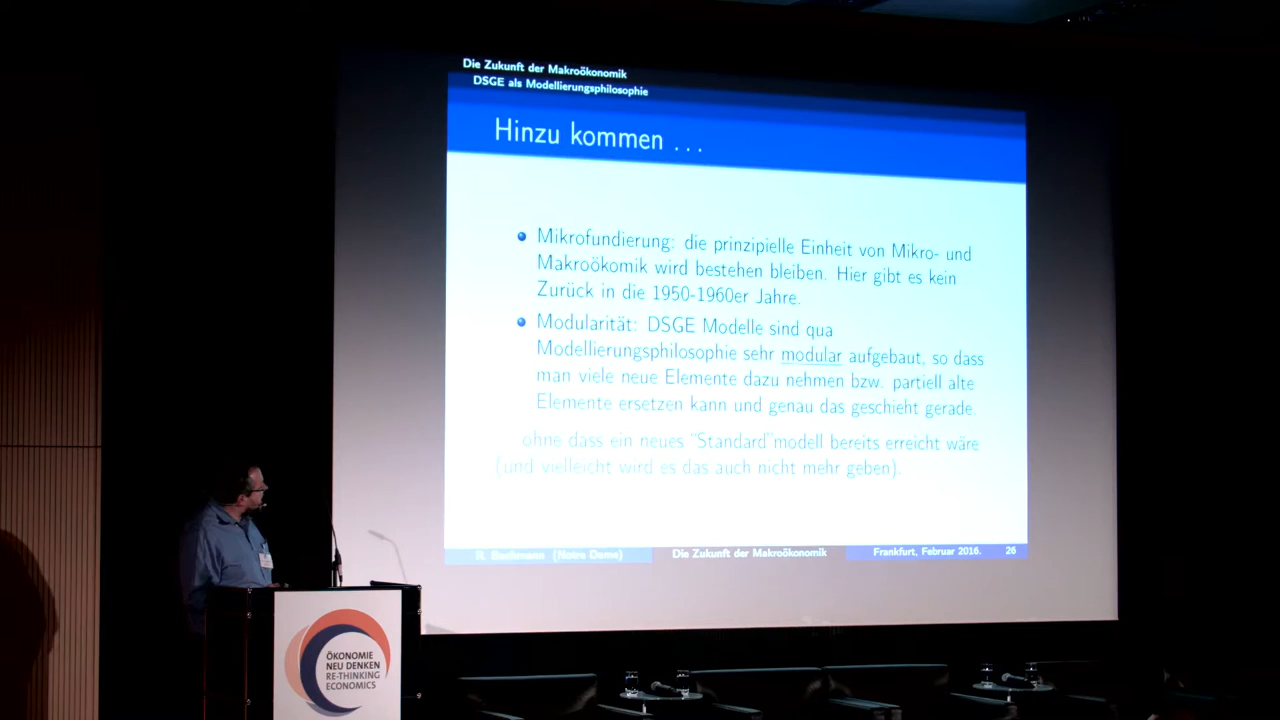 Die Zukunft der Makroökonomik
DSGE als Modellierungsphilosophie
Hinzu kommen . . .
Mikrofundierung: die prinzipielle Einheit von Mikro- und
Makroökomik wird bestehen bleiben. Hier gibt es kein
Zurück in die 1950-1960er Jahre.
Modularität: DSGE Modelle sind qua
Modellierungsphilosophie sehr modular aufgebaut, so dass
man viele neue Elemente dazu nehmen bzw. partiell alte
Elemente ersetzen kann und genau das geschieht gerade.
ohne dass ein neues "Standard"modell bereits erreicht wäre
(und vielleicht wird es das auch nicht mehr geben).
(Notre Dame)
Die Zukunft der Makroökonomik
Frankfurt, Februar 2016.
26
ÖKONOMIE
NEU DENKEN
RE-THINKING
ECONOMICS